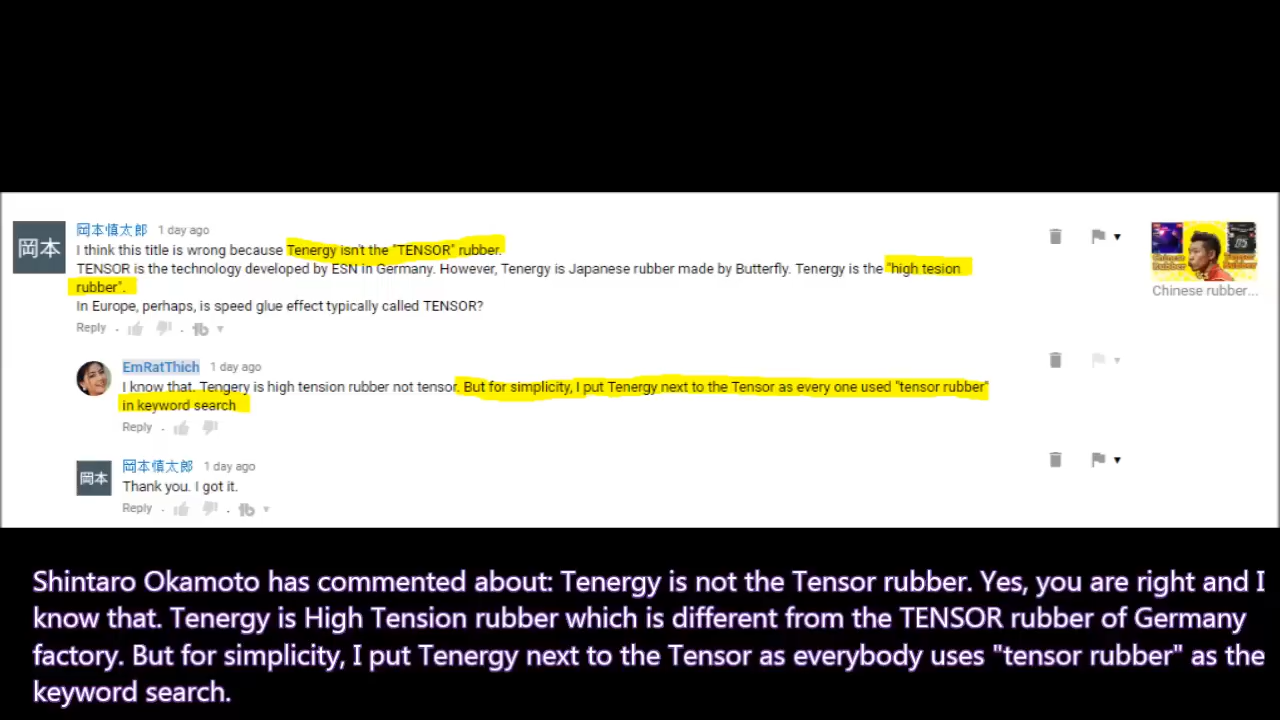 岡本
岡本慎太郎 1 day ago
I think this title is wrong because Tenergy isn't the "TENSOR" rubber.
TENSOR is the technology developed by ESN in Germany. However, Tenergy is Japanese rubber made by Butterfly. Tenergy is the "high tesion
rubber".
In Europe, perhaps, is speed glue effect typically called TENSOR?
Reply
Chinese Rubber
Chinese rubber...
EmRatThich 1 day ago
I know that. Tengery is high tension rubber not tensor. But for simplicity, I put Tenergy next to the Tensor as every one used "tensor rubber"
in keyword search
Reply
岡本
岡本慎太郎 1 day ago
Thank you. I got it.
Reply
Shintaro Okamoto has commented about: Tenergy is not the Tensor rubber. Yes, you are right and I
know that. Tenergy is High Tension rubber which is different from the TENSOR rubber of Germany
factory. But for simplicity, I put Tenergy next to the Tensor as everybody uses "tensor rubber" as the
keyword search.